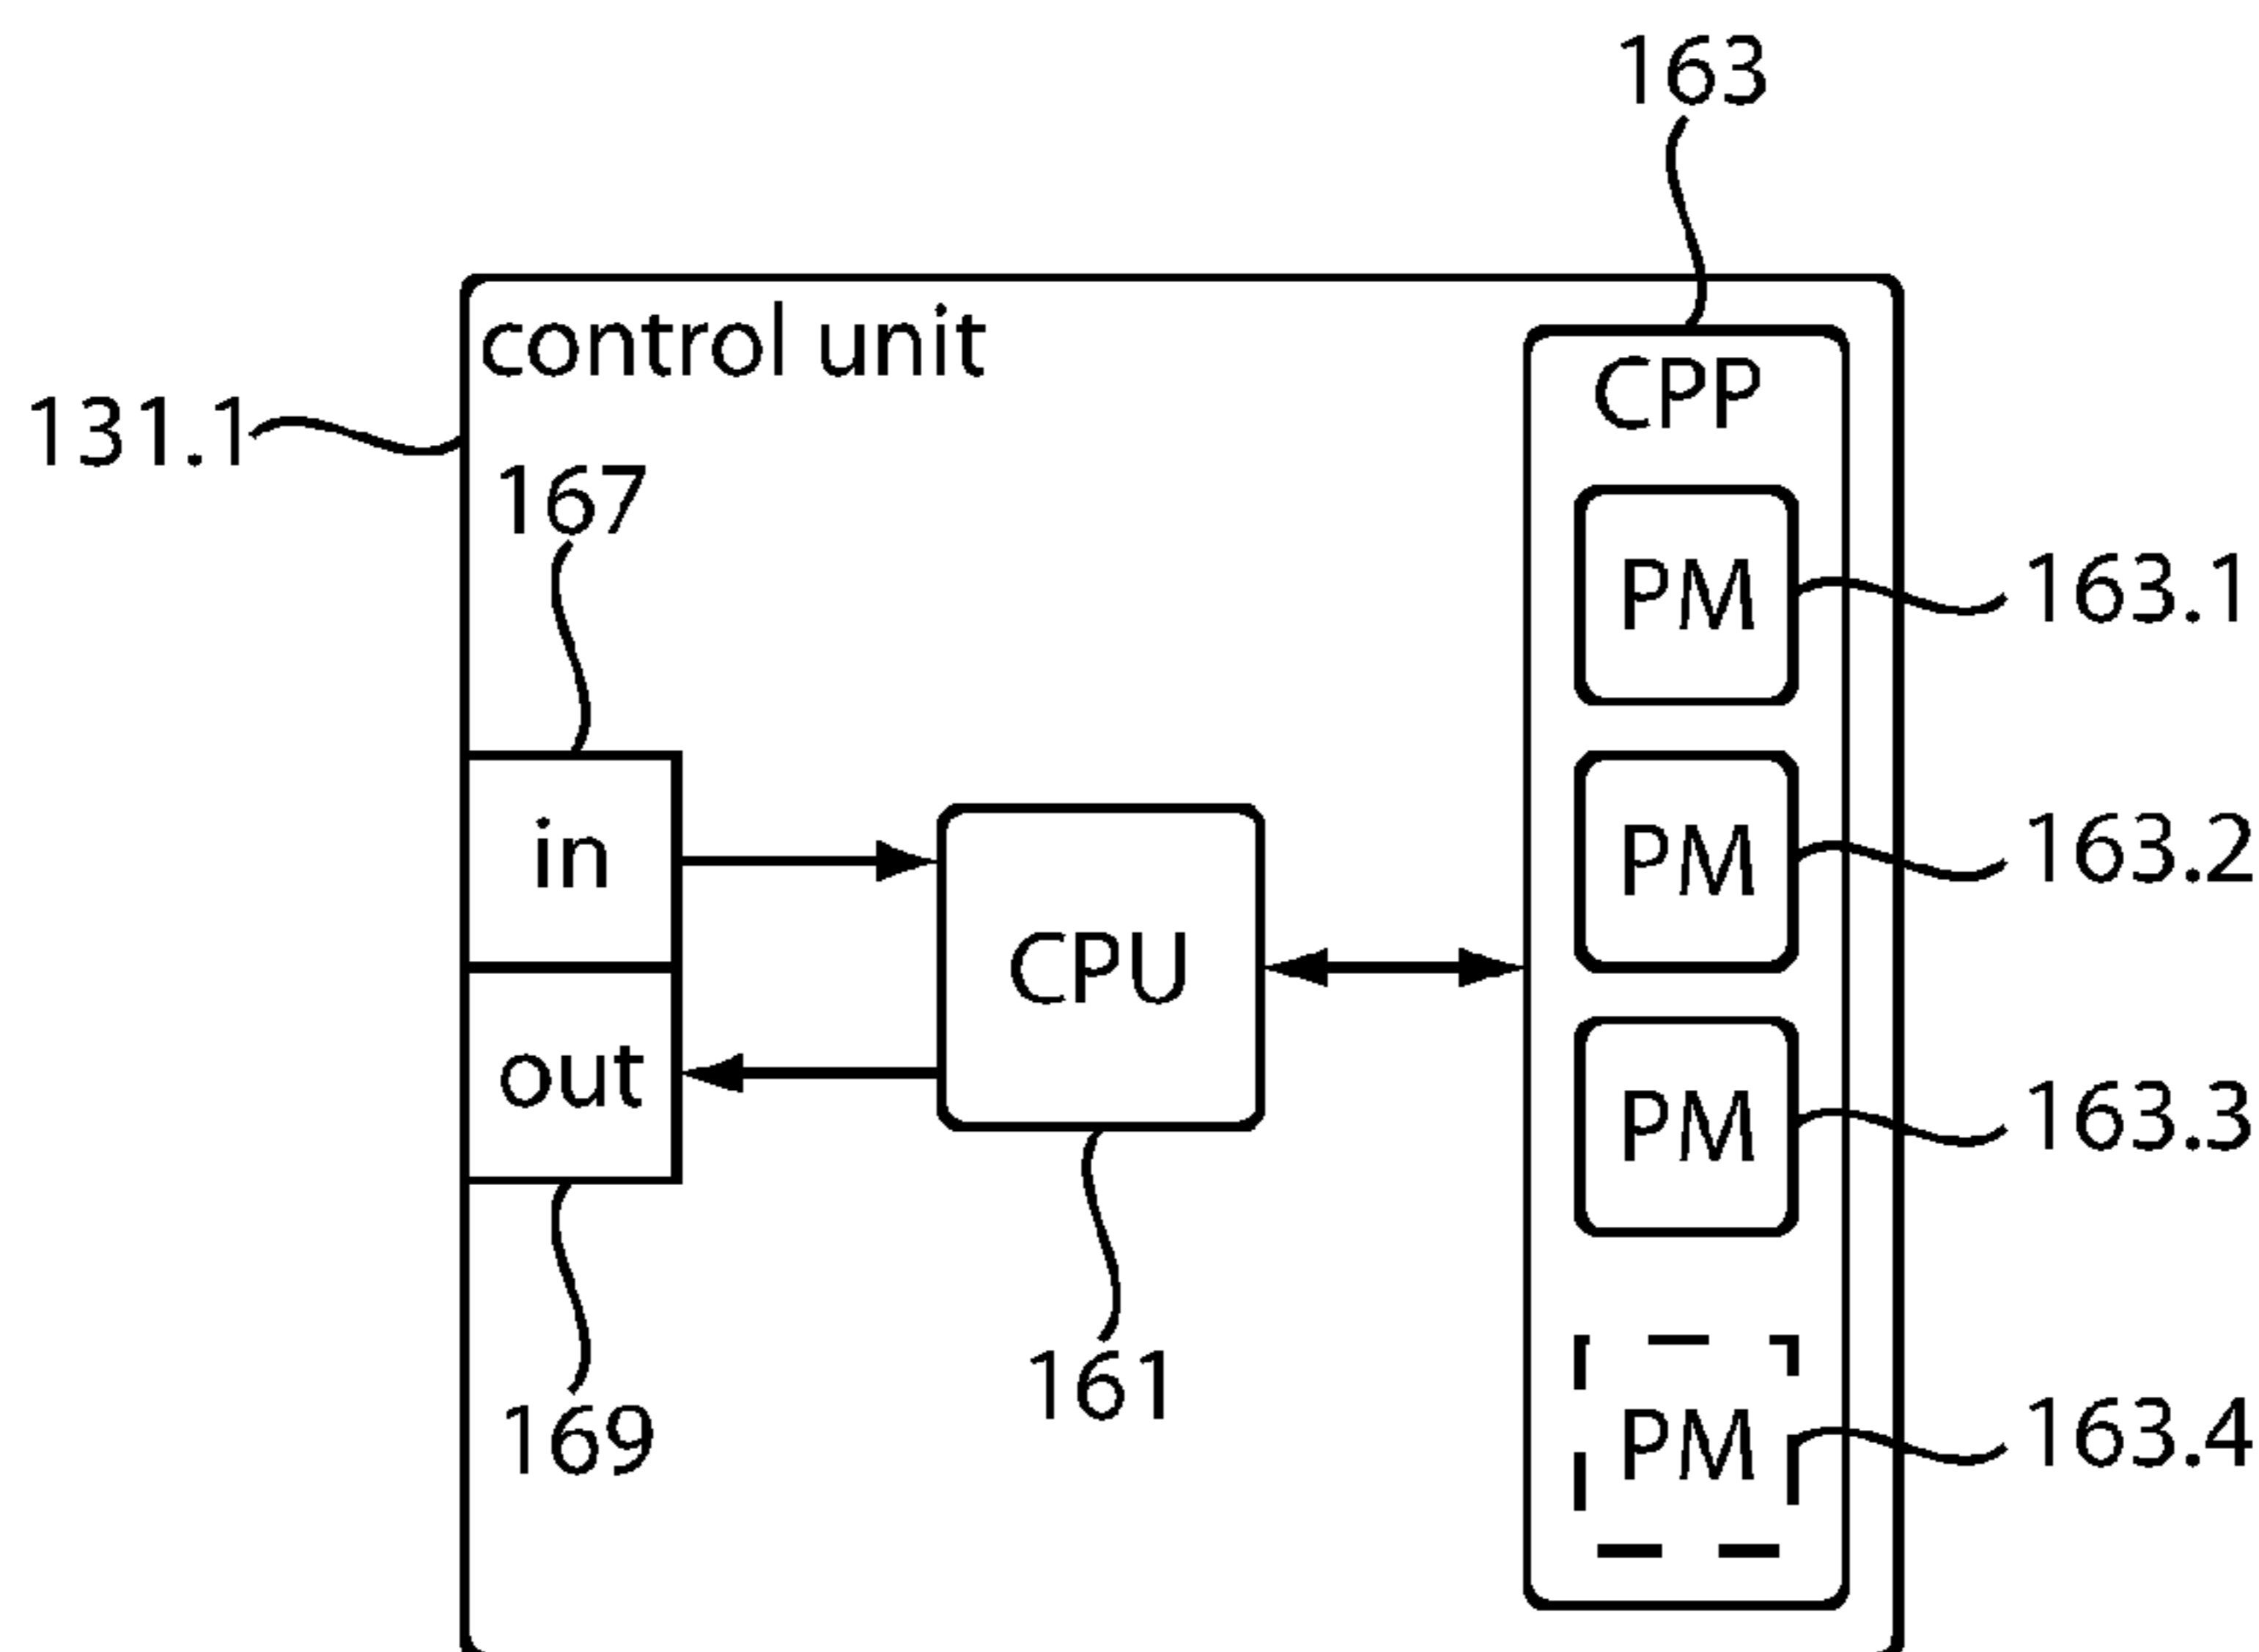 163
control unit
CPP
131.1
167
PM
163.1
in
PM
163.2
CPU
out
PM
163.3
161
169
PM
163.4